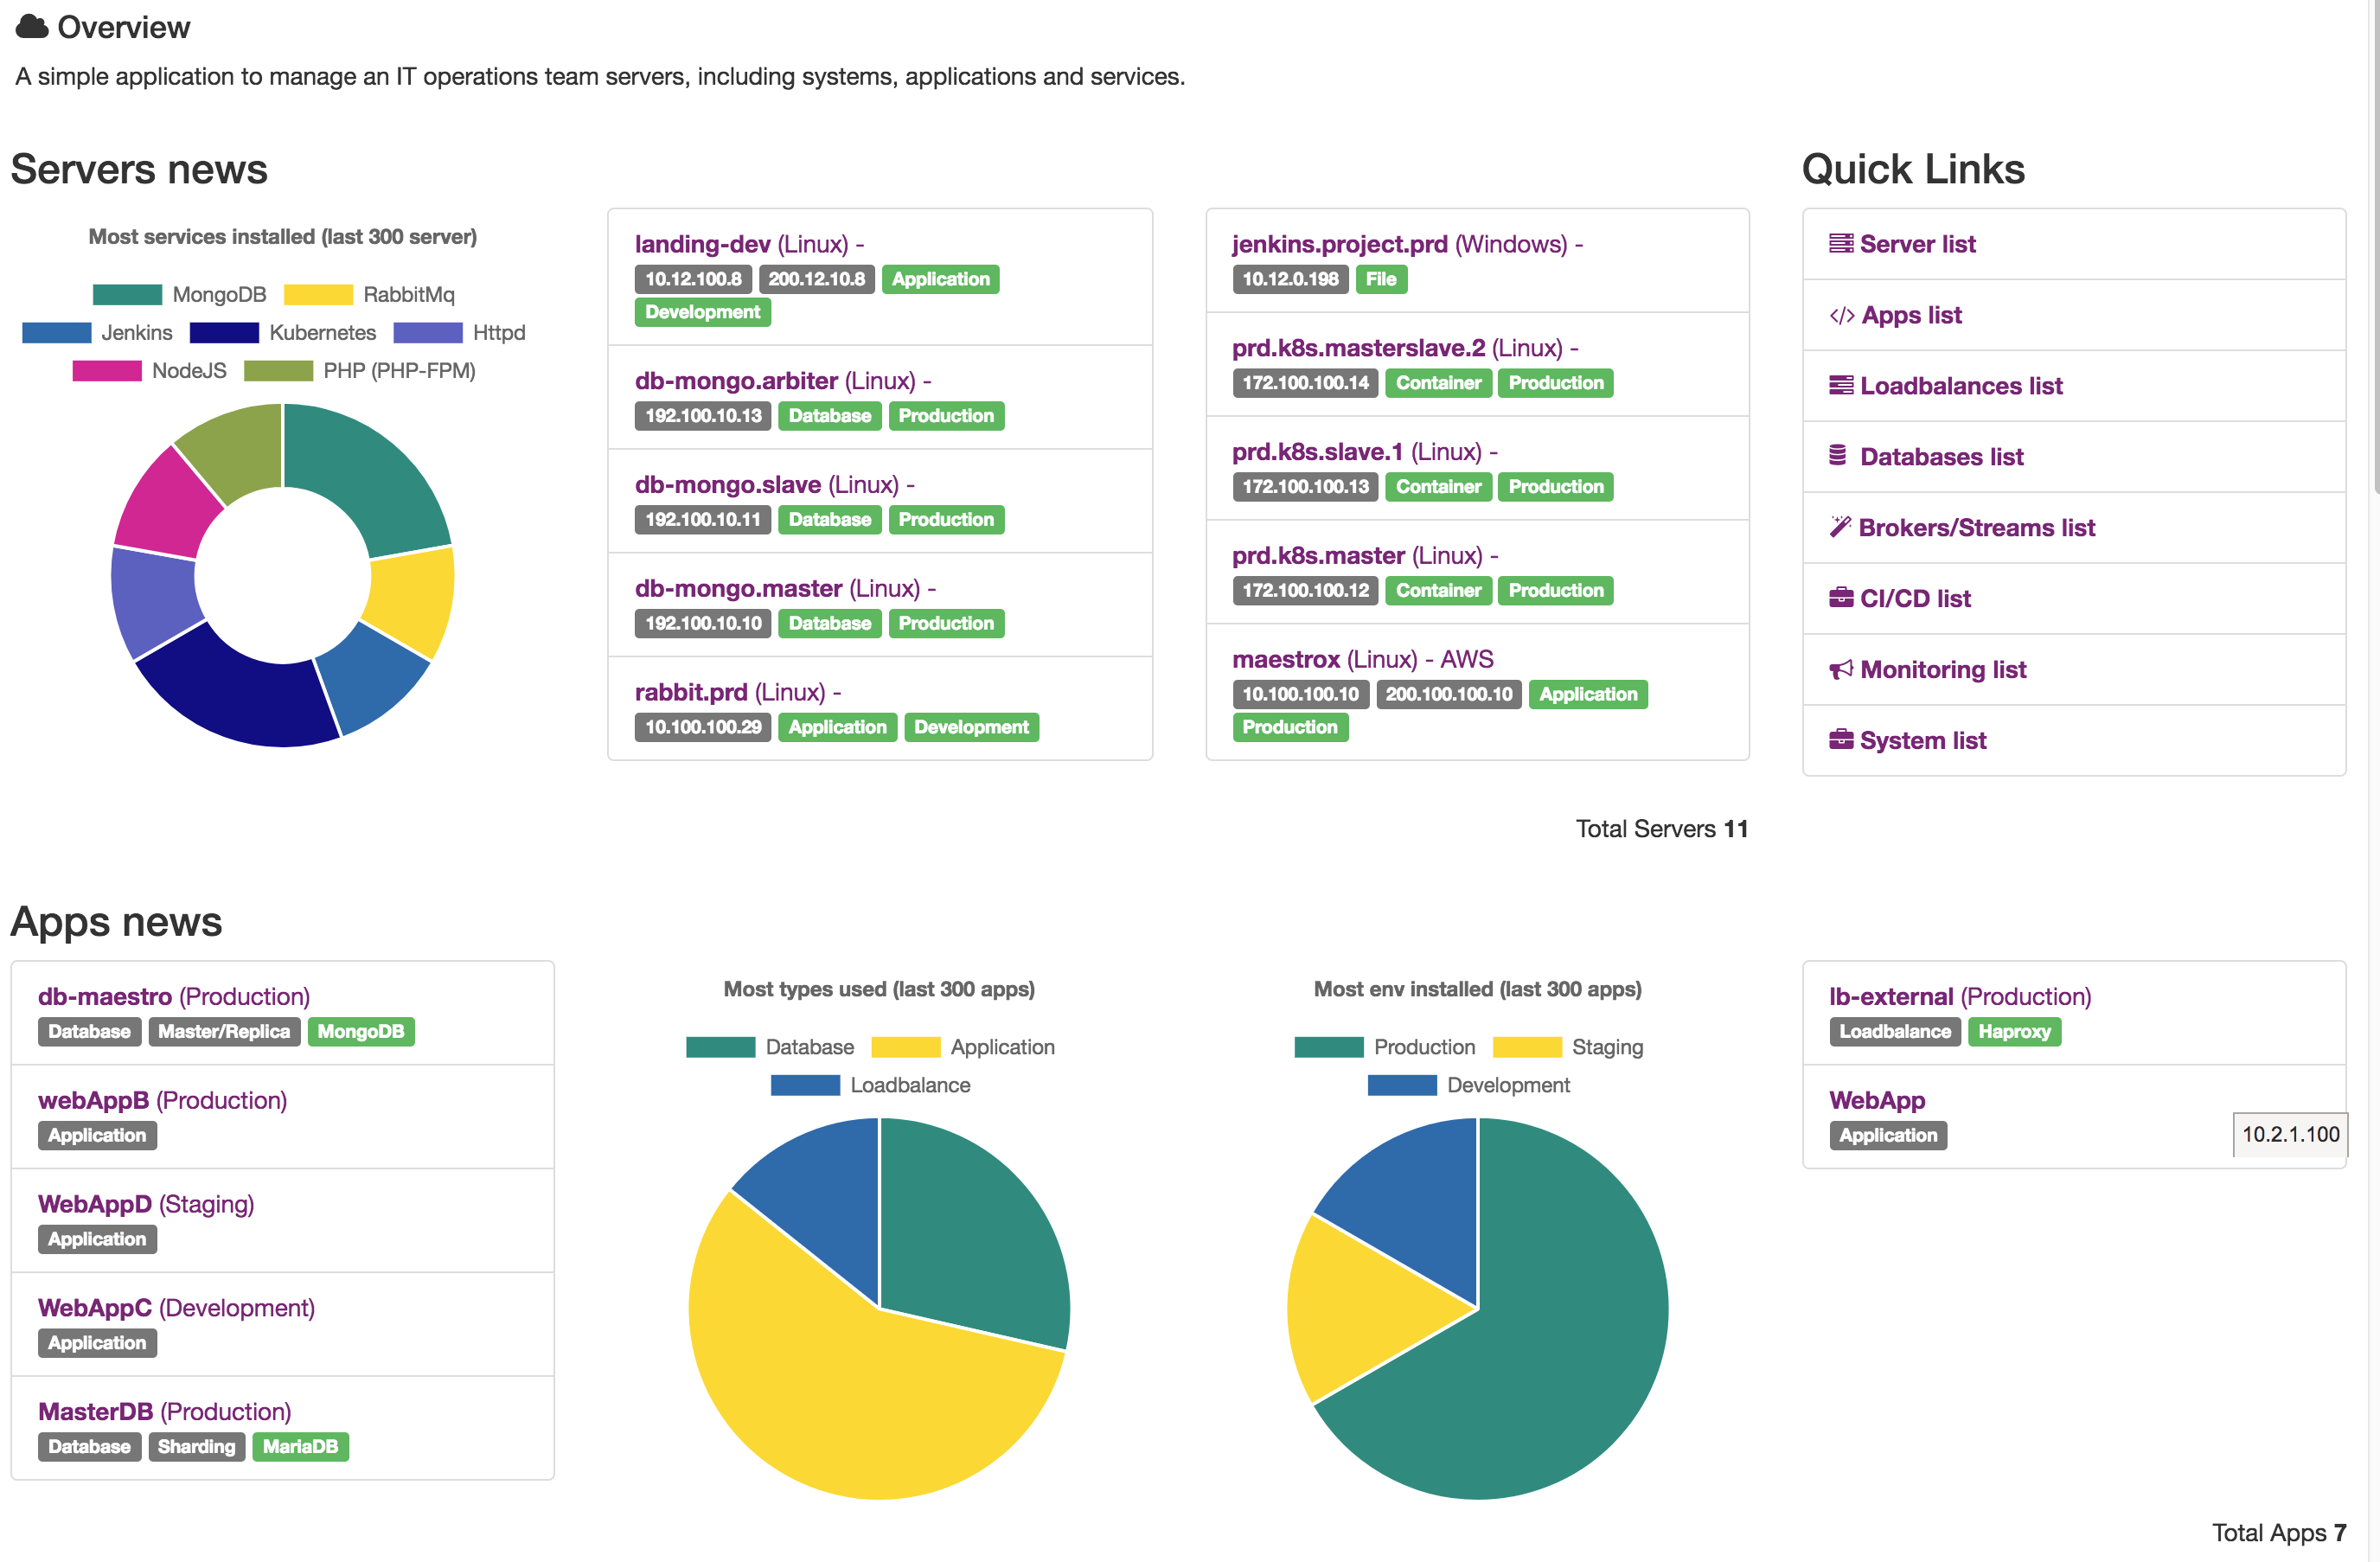 Overview
A simple application to manage an IT operations team servers, including systems, applications and services.
Servers news
Most services installed (last 300 server)
MongoDB RabbitMq
Jenkins Kubernetes Httpd
NodeJS PHP (PHP-FPM)
landing-dev (Linux) -
10.12.100.8 200.12.10.8 Application
Development
db-mongo.arbiter (Linux) -
192.100.10.13 Database Production
db-mongo.slave (Linux) -
192.100.10.11 Database Production
db-mongo.master (Linux) -
192.100.10.10 Database Production
rabbit.prd (Linux) -
10.100.100.29 Application Development
jenkins.project.prd (Windows) -
10.12.0.198 File
prd.k8s.masterslave.2 (Linux) -
172.100.100.14 Container Production
prd.k8s.slave.1 (Linux) -
172.100.100.13 Container Production
prd.k8s.master (Linux) -
172.100.100.12 Container Production
maestrox (Linux) - AWS
10.100.100.10 200.100.100.10 Application
Production
Total Servers 11
Quick Links
Server list
Apps list
Loadbalances list
Databases list
Brokers/Streams list
CI/CD list
Monitoring list
System list
Apps news
db-maestro (Production)
Database Master/Replica MongoDB
webAppB (Production)
Application
WebAppD (Staging)
Application
WebAppC (Development)
Application
MasterDB (Production)
Database Sharding MariaDB
Most types used (last 300 apps)
Database Application
Loadbalance
Most env installed (last 300 apps)
Production Staging
Development
lb-external (Production)
Loadbalance Haproxy
WebApp
Application
10.2.1.100
Total Apps 7